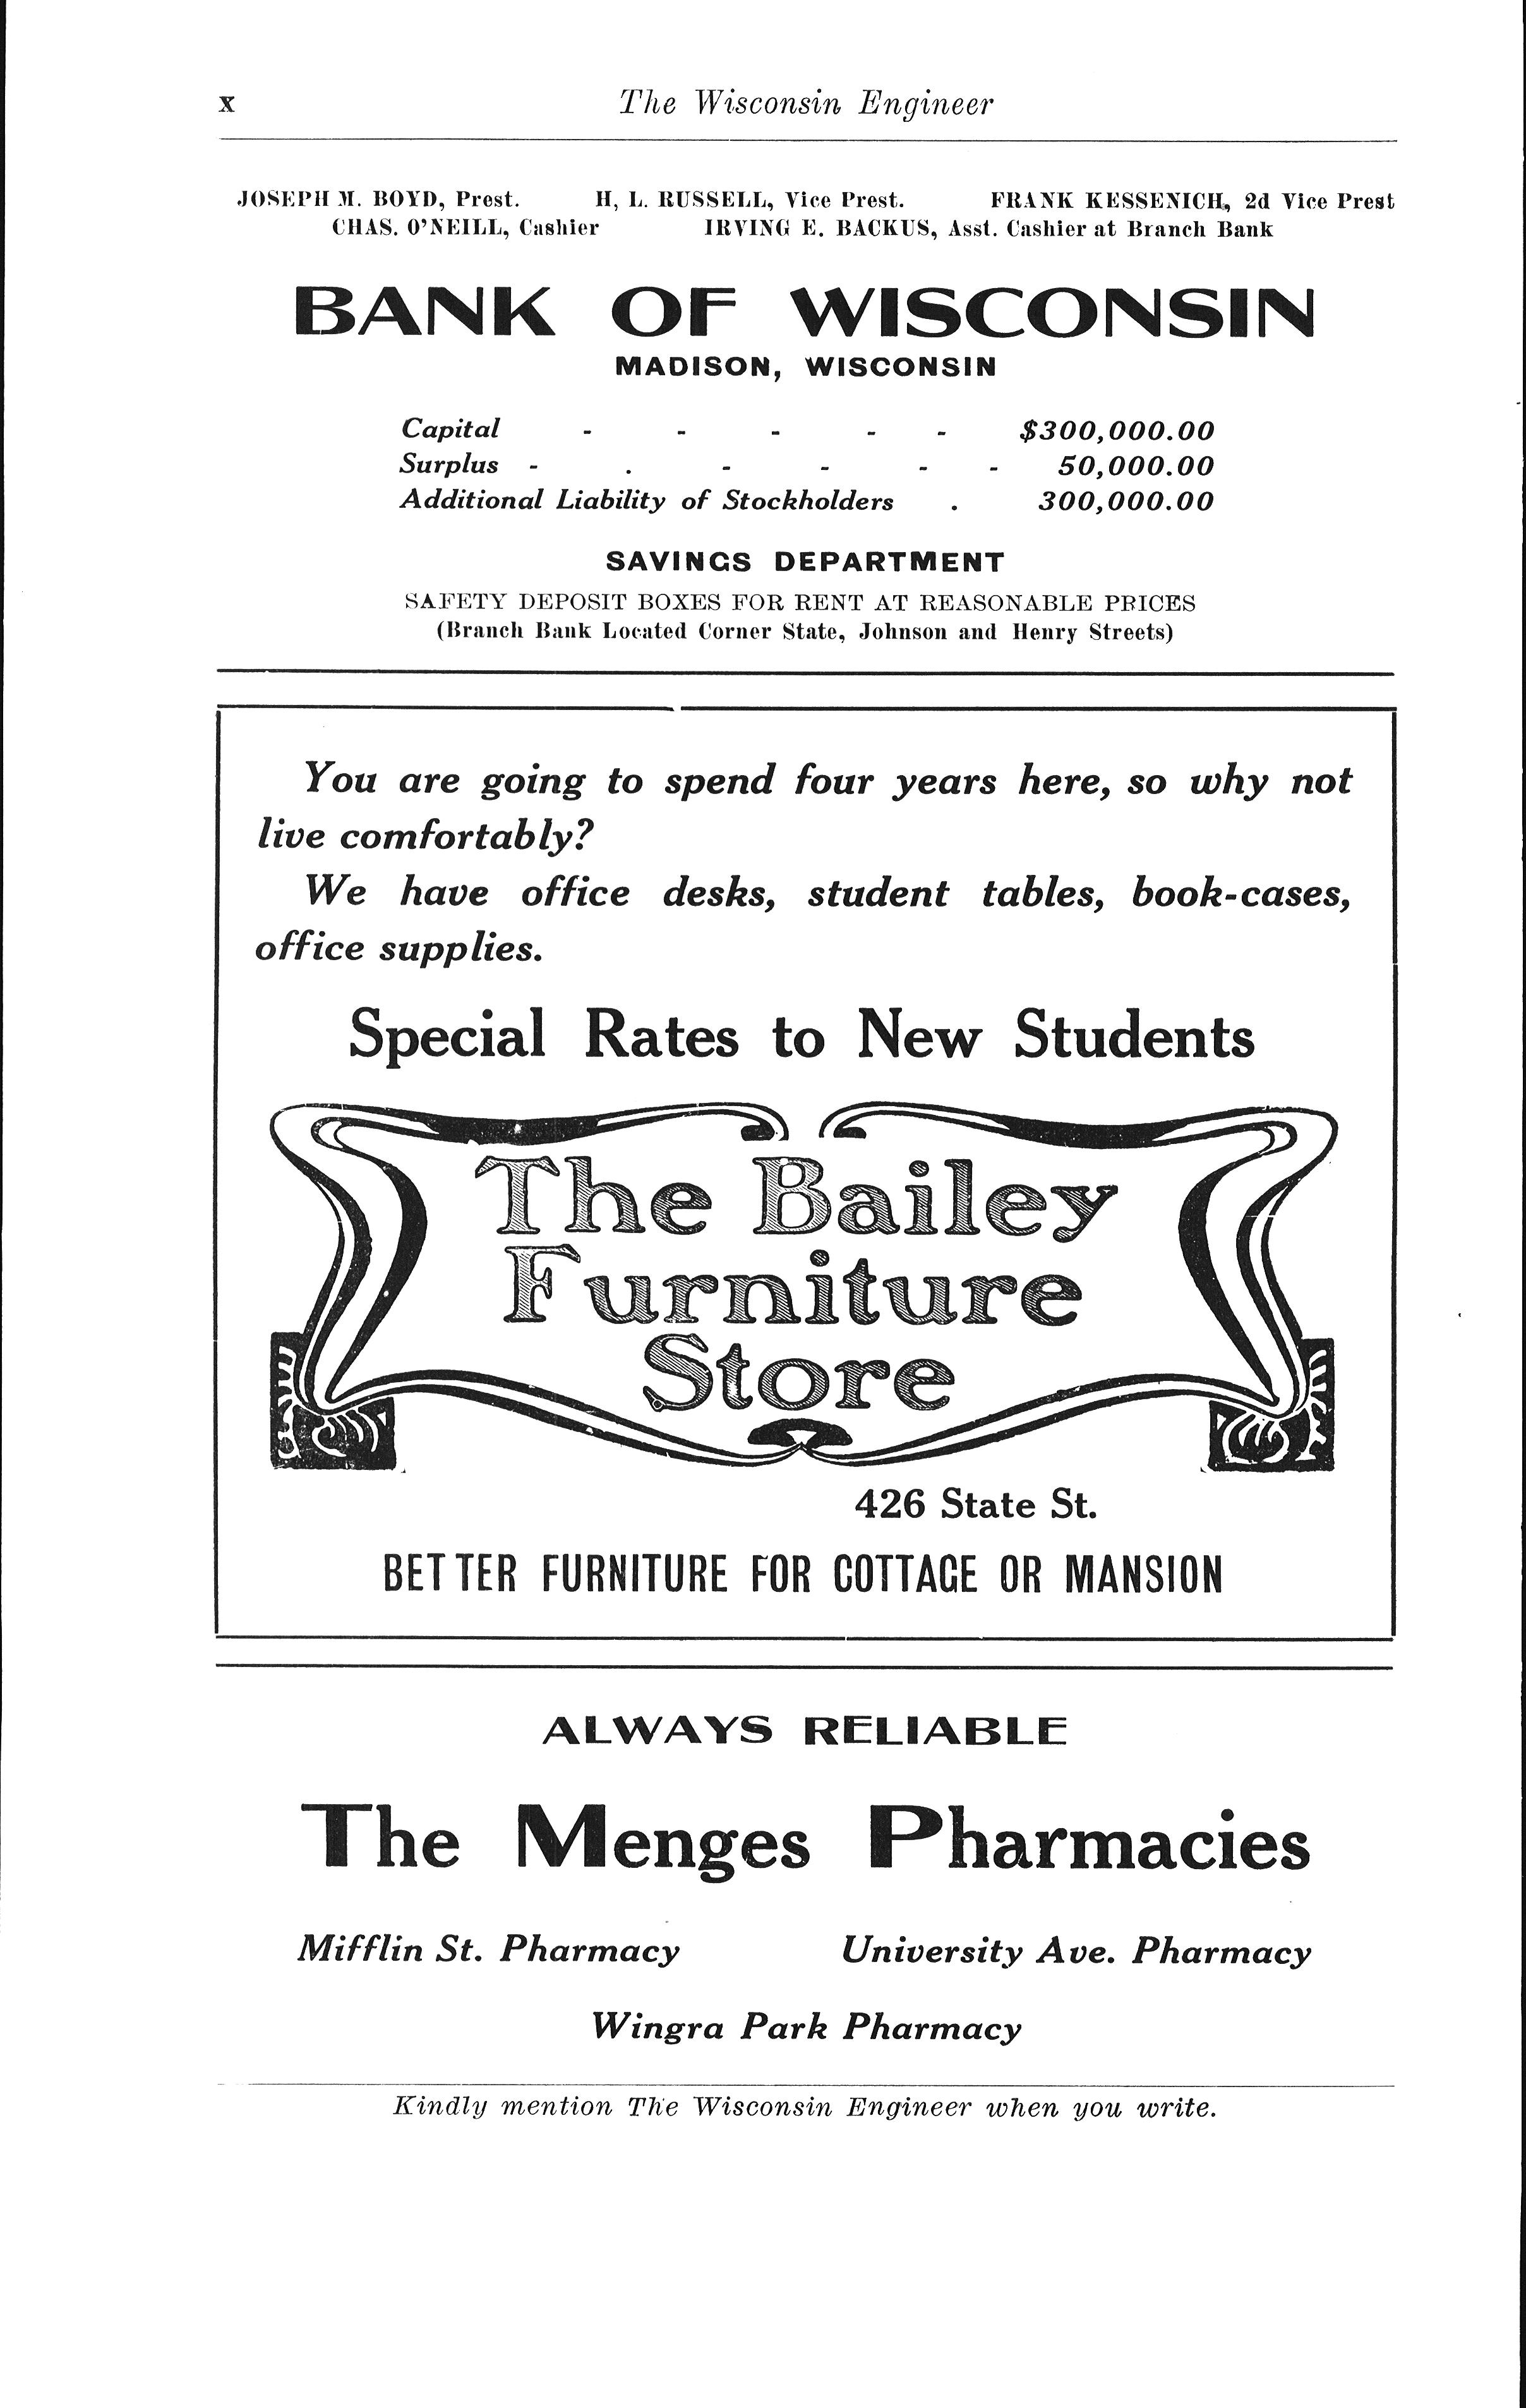 x The Wisconsin Engineer
JOSEPH M. BOYD, Prest. H, L. RUSSELL, Vice Prest. FRANK KESSENICH, 2d Vice Prest
CHAS. O'NEILL, Cashier IRVING E. BACKUS, Asst. Cashier at Branch Bank
BANK OF WISCONSIN
MADISON, WISCONSIN
Capital - - - - - $300,000.00
Surplus - . - - - - 50,000.00
Additional Liability of Stockholders . 300,000.00
SAVINGS DEPARTMENT
SAFETY DEPOSIT BOXES FOR RENT AT REASONABLE PRICES
(Branch Bank Located Corner State, Johnson and Henry Streets)
You are going to spend four years here, so why not
live comfortably?
We have office desks, student tables, book-cases,
office supplies.
Special Rates to New Students
The Bailey
Furniture
Store
426 State St.
BETTER FURNITURE FOR COTTAGE OR MANSION
ALWAYS RELIABLE
The Menges Pharmacies
Mifflin St. Pharmacy University Ave. Pharmacy
Wingra Park Pharmacy
Kindly mention The Wisconsin Engineer when you write.